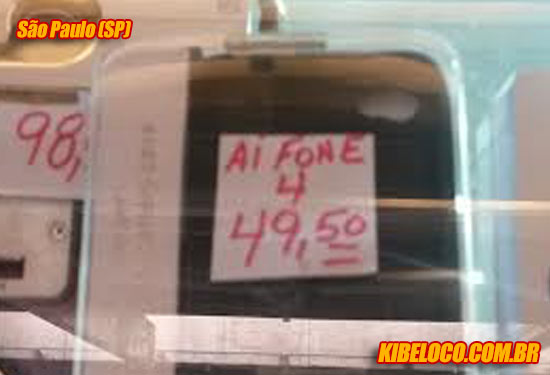 São Paulo (SP)
98,
Ai FONE
4
49,50
KIBELOCO.COM.BR